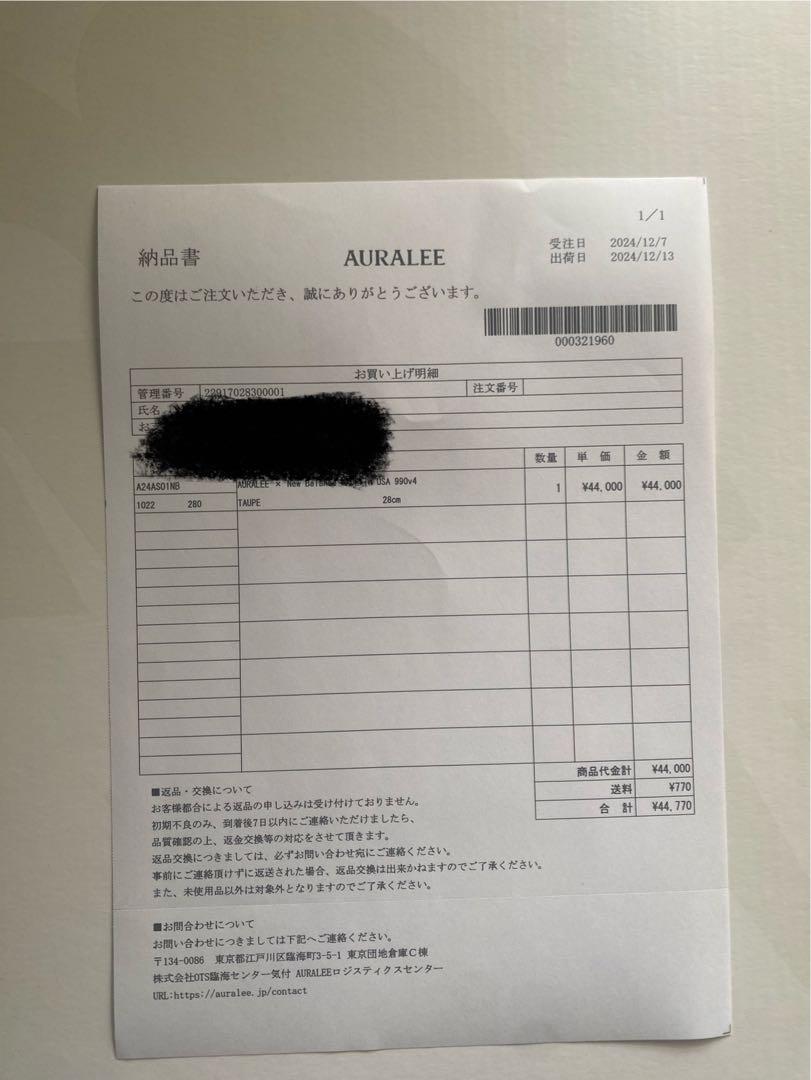 1／1
納品書
AURALEE
受注日 2024/12/7
出荷日 2024/12/13
この度はご注文いただき、誠にありがとうございます。
000321960
お買い上げ明細
管理番号 22917028300001 注文番号
氏名
数量 単 価 金 額
A24AS01NB AURALEE × New USA 990v4 1 ¥44,000 ¥44,000
1022 280 TAUPE 28cm
商品代金計 ¥44,000
送料 ¥770
合 計 ¥44,770
■返品・交換について
お客様都合による返品の申し込みは受け付けておりません。
初期不良のみ、到着後7日以内にご連絡いただけましたら、
品質確認の上、返金交換等の対応をさせて頂きます。
返品交換につきましては、必ずお問い合わせ宛にご連絡ください。
事前にご連絡頂けずに返送された場合、返品交換は出来かねますのでご了承ください。
また、未使用品以外は対象外となりますのでご了承ください。
■お問合わせについて
お問い合わせにつきましては下記へご連絡ください。
〒134-0086 東京都江戸川区臨海町3-5-1 東京団地倉庫C棟
株式会社OTS臨海センター気付 AURALEEロジスティクスセンター
URL:https://auralee.jp/contact